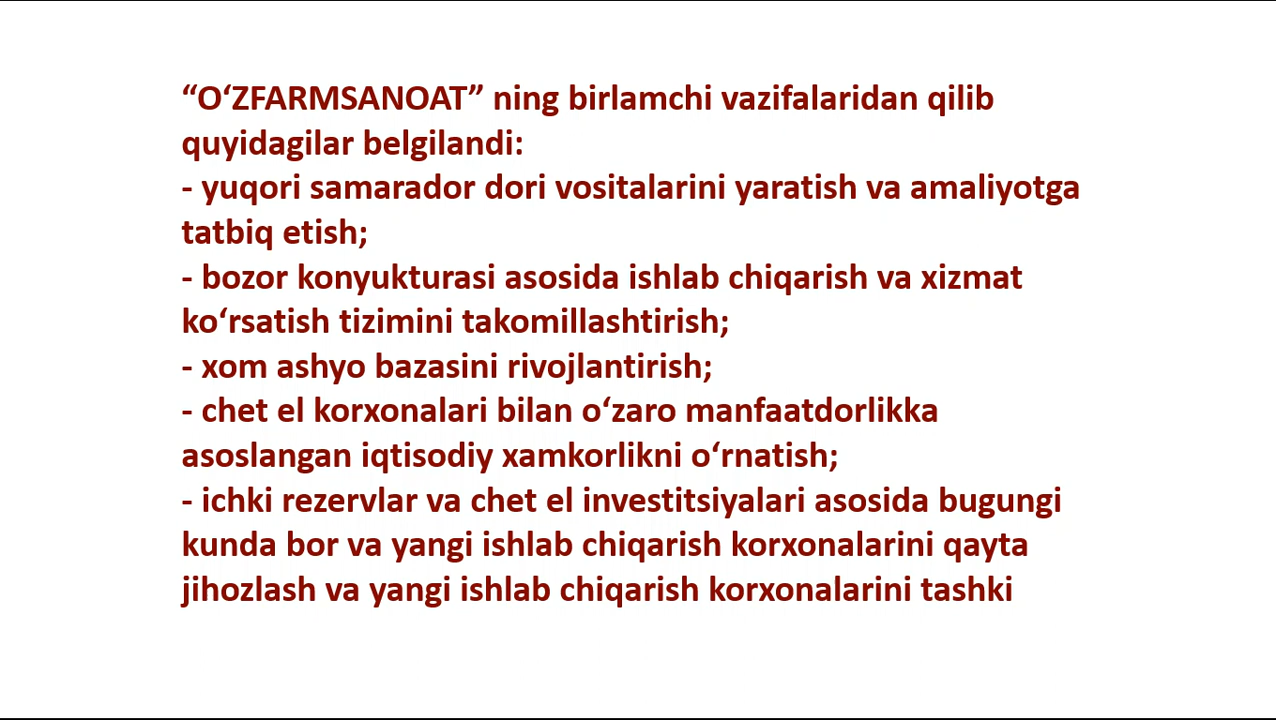 “O‘ZFARMSANOAT” ning birlamchi vazifalaridan qilib
quyidagilar belgilandi:
- yuqori samarador dori vositalarini yaratish va amaliyotga
tatbiq etish;
- bozor konyukturasi asosida ishlab chiqarish va xizmat
ko‘rsatish tizimini takomillashtirish;
- xom ashyo bazasini rivojlantirish;
- chet el korxonalari bilan o‘zaro manfaatdorlikka
asoslangan iqtisodiy xamkorlikni o‘rnatish;
- ichki rezervlar va chet el investitsiyalari asosida bugungi
kunda bor va yangi ishlab chiqarish korxonalarini qayta
jihozlash va yangi ishlab chiqarish korxonalarini tashki